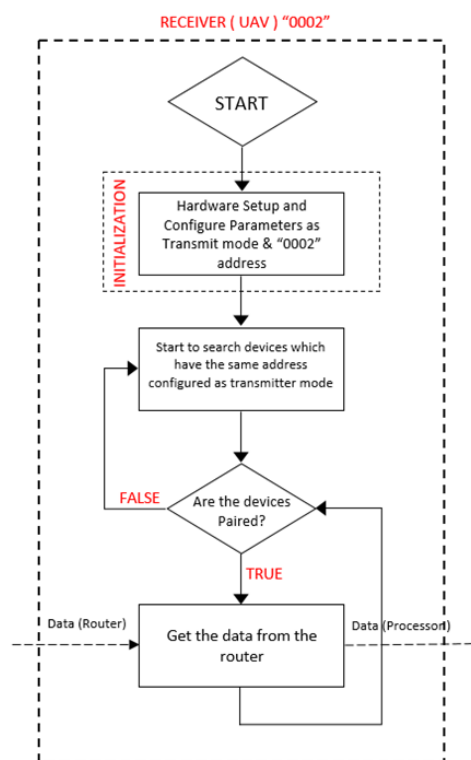 RECEIVER ( UAV ) “0002”
START
INITIALIZATION
Hardware Setup and
Configure Parameters as
Transmit mode & “0002”
address
Start to search devices which
have the same address
configured as transmitter mode
FALSE
Are the devices
Paired?
TRUE
Data (Router)
Get the data from the
router
Data (Processor)